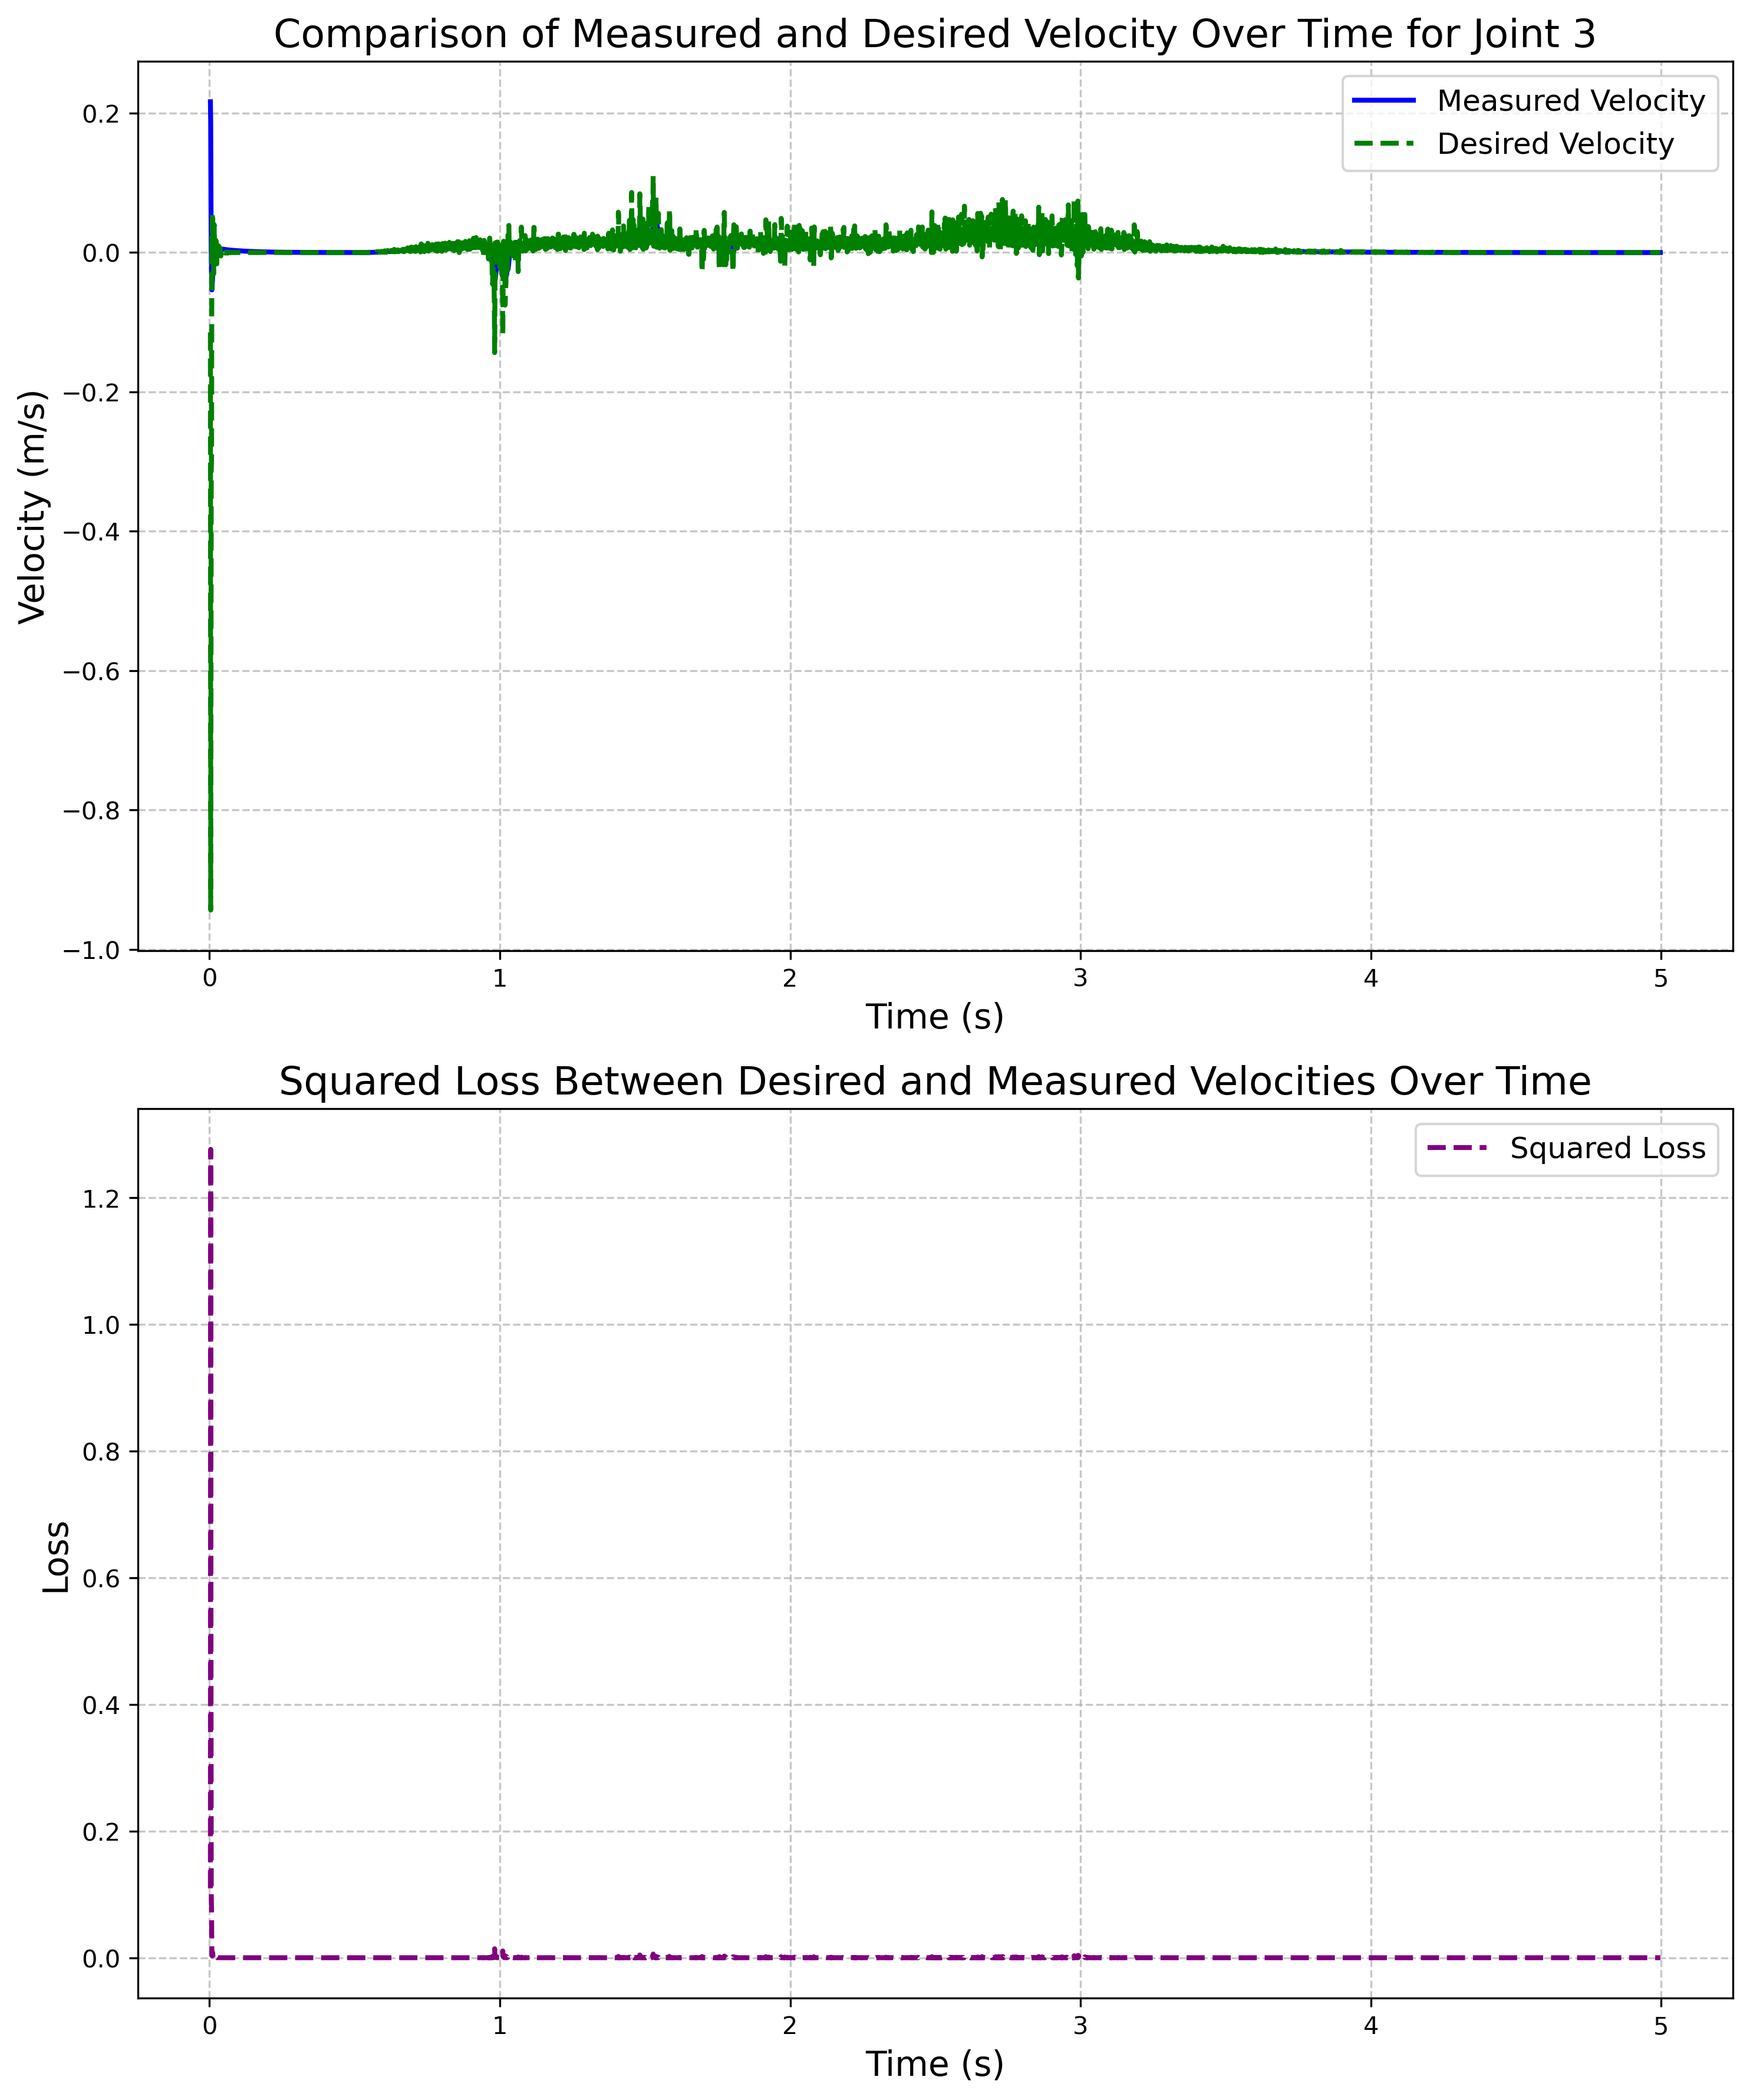 Comparison of Measured and Desired Velocity Over Time for Joint 3
Measured Velocity
Desired Velocity
Velocity (m/s)
0.2
0.0
−0.2
−0.4
−0.6
−0.8
−1.0
0 1 2 3 4 5
Time (s)
Squared Loss Between Desired and Measured Velocities Over Time
Squared Loss
Loss
1.2
1.0
0.8
0.6
0.4
0.2
0.0
0 1 2 3 4 5
Time (s)